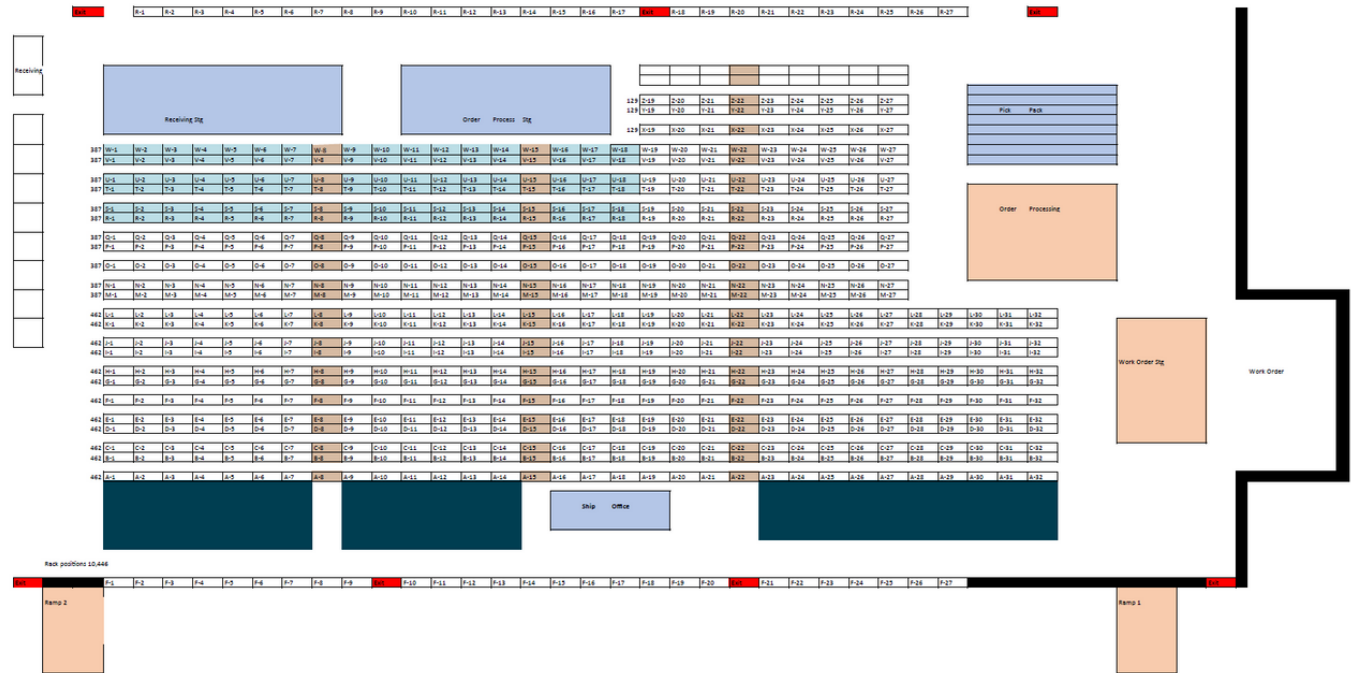 Exit R-1 R-2 R-3 R-4 R-5 R-6 R-7 R-8 R-9 R-10 R-11 R-12 R-13 R-14 R-15 R-16 R-17 Exit R-18 R-19 R-20 R-21 R-22 R-23 R-24 R-25 R-26 R-27 Exit
Receiving
Receiving Stg
Order Process Stg
Pick Pack
129 Z-19 Z-20 Z-21 Z-22 Z-23 Z-24 Z-25 Z-26 Z-27
129 Y-19 Y-20 Y-21 Y-22 Y-23 Y-24 Y-25 Y-26 Y-27
129 X-19 X-20 X-21 X-22 X-23 X-24 X-25 X-26 X-27
387 W-1 W-2 W-3 W-4 W-5 W-6 W-7 W-8 W-9 W-10 W-11 W-12 W-13 W-14 W-15 W-16 W-17 W-18 W-19 W-20 W-21 W-22 W-23 W-24 W-25 W-26 W-27
387 V-1 V-2 V-3 V-4 V-5 V-6 V-7 V-8 V-9 V-10 V-11 V-12 V-13 V-14 V-15 V-16 V-17 V-18 V-19 V-20 V-21 V-22 V-23 V-24 V-25 V-26 V-27
387 U-1 U-2 U-3 U-4 U-5 U-6 U-7 U-8 U-9 U-10 U-11 U-12 U-13 U-14 U-15 U-16 U-17 U-18 U-19 U-20 U-21 U-22 U-23 U-24 U-25 U-26 U-27
387 T-1 T-2 T-3 T-4 T-5 T-6 T-7 T-8 T-9 T-10 T-11 T-12 T-13 T-14 T-15 T-16 T-17 T-18 T-19 T-20 T-21 T-22 T-23 T-24 T-25 T-26 T-27
387 S-1 S-2 S-3 S-4 S-5 S-6 S-7 S-8 S-9 S-10 S-11 S-12 S-13 S-14 S-15 S-16 S-17 S-18 S-19 S-20 S-21 S-22 S-23 S-24 S-25 S-26 S-27
387 R-1 R-2 R-3 R-4 R-5 R-6 R-7 R-8 R-9 R-10 R-11 R-12 R-13 R-14 R-15 R-16 R-17 R-18 R-19 R-20 R-21 R-22 R-23 R-24 R-25 R-26 R-27
Order Processing
387 Q-1 Q-2 Q-3 Q-4 Q-5 Q-6 Q-7 Q-8 Q-9 Q-10 Q-11 Q-12 Q-13 Q-14 Q-15 Q-16 Q-17 Q-18 Q-19 Q-20 Q-21 Q-22 Q-23 Q-24 Q-25 Q-26 Q-27
387 P-1 P-2 P-3 P-4 P-5 P-6 P-7 P-8 P-9 P-10 P-11 P-12 P-13 P-14 P-15 P-16 P-17 P-18 P-19 P-20 P-21 P-22 P-23 P-24 P-25 P-26 P-27
387 O-1 O-2 O-3 O-4 O-5 O-6 O-7 O-8 O-9 O-10 O-11 O-12 O-13 O-14 O-15 O-16 O-17 O-18 O-19 O-20 O-21 O-22 O-23 O-24 O-25 O-26 O-27
387 N-1 N-2 N-3 N-4 N-5 N-6 N-7 N-8 N-9 N-10 N-11 N-12 N-13 N-14 N-15 N-16 N-17 N-18 N-19 N-20 N-21 N-22 N-23 N-24 N-25 N-26 N-27
387 M-1 M-2 M-3 M-4 M-5 M-6 M-7 M-8 M-9 M-10 M-11 M-12 M-13 M-14 M-15 M-16 M-17 M-18 M-19 M-20 M-21 M-22 M-23 M-24 M-25 M-26 M-27
462 L-1 L-2 L-3 L-4 L-5 L-6 L-7 L-8 L-9 L-10 L-11 L-12 L-13 L-14 L-15 L-16 L-17 L-18 L-19 L-20 L-21 L-22 L-23 L-24 L-25 L-26 L-27 L-28 L-29 L-30 L-31 L-32
462 K-1 K-2 K-3 K-4 K-5 K-6 K-7 K-8 K-9 K-10 K-11 K-12 K-13 K-14 K-15 K-16 K-17 K-18 K-19 K-20 K-21 K-22 K-23 K-24 K-25 K-26 K-27 K-28 K-29 K-30 K-31 K-32
462 J-1 J-2 J-3 J-4 J-5 J-6 J-7 J-8 J-9 J-10 J-11 J-12 J-13 J-14 J-15 J-16 J-17 J-18 J-19 J-20 J-21 J-22 J-23 J-24 J-25 J-26 J-27 J-28 J-29 J-30 J-31 J-32
462 I-1 I-2 I-3 I-4 I-5 I-6 I-7 I-8 I-9 I-10 I-11 I-12 I-13 I-14 I-15 I-16 I-17 I-18 I-19 I-20 I-21 I-22 I-23 I-24 I-25 I-26 I-27 I-28 I-29 I-30 I-31 I-32
Work Order Stg
Work Order
462 H-1 H-2 H-3 H-4 H-5 H-6 H-7 H-8 H-9 H-10 H-11 H-12 H-13 H-14 H-15 H-16 H-17 H-18 H-19 H-20 H-21 H-22 H-23 H-24 H-25 H-26 H-27 H-28 H-29 H-30 H-31 H-32
462 G-1 G-2 G-3 G-4 G-5 G-6 G-7 G-8 G-9 G-10 G-11 G-12 G-13 G-14 G-15 G-16 G-17 G-18 G-19 G-20 G-21 G-22 G-23 G-24 G-25 G-26 G-27 G-28 G-29 G-30 G-31 G-32
462 F-1 F-2 F-3 F-4 F-5 F-6 F-7 F-8 F-9 F-10 F-11 F-12 F-13 F-14 F-15 F-16 F-17 F-18 F-19 F-20 F-21 F-22 F-23 F-24 F-25 F-26 F-27 F-28 F-29 F-30 F-31 F-32
462 E-1 E-2 E-3 E-4 E-5 E-6 E-7 E-8 E-9 E-10 E-11 E-12 E-13 E-14 E-15 E-16 E-17 E-18 E-19 E-20 E-21 E-22 E-23 E-24 E-25 E-26 E-27 E-28 E-29 E-30 E-31 E-32
462 D-1 D-2 D-3 D-4 D-5 D-6 D-7 D-8 D-9 D-10 D-11 D-12 D-13 D-14 D-15 D-16 D-17 D-18 D-19 D-20 D-21 D-22 D-23 D-24 D-25 D-26 D-27 D-28 D-29 D-30 D-31 D-32
462 C-1 C-2 C-3 C-4 C-5 C-6 C-7 C-8 C-9 C-10 C-11 C-12 C-13 C-14 C-15 C-16 C-17 C-18 C-19 C-20 C-21 C-22 C-23 C-24 C-25 C-26 C-27 C-28 C-29 C-30 C-31 C-32
462 B-1 B-2 B-3 B-4 B-5 B-6 B-7 B-8 B-9 B-10 B-11 B-12 B-13 B-14 B-15 B-16 B-17 B-18 B-19 B-20 B-21 B-22 B-23 B-24 B-25 B-26 B-27 B-28 B-29 B-30 B-31 B-32
462 A-1 A-2 A-3 A-4 A-5 A-6 A-7 A-8 A-9 A-10 A-11 A-12 A-13 A-14 A-15 A-16 A-17 A-18 A-19 A-20 A-21 A-22 A-23 A-24 A-25 A-26 A-27 A-28 A-29 A-30 A-31 A-32
Ship Office
Rack positions 10,446
Exit F-1 F-2 F-3 F-4 F-5 F-6 F-7 F-8 F-9 Exit F-10 F-11 F-12 F-13 F-14 F-15 F-16 F-17 F-18 F-19 F-20 Exit F-21 F-22 F-23 F-24 F-25 F-26 F-27 Exit
Ramp 2
Ramp 1